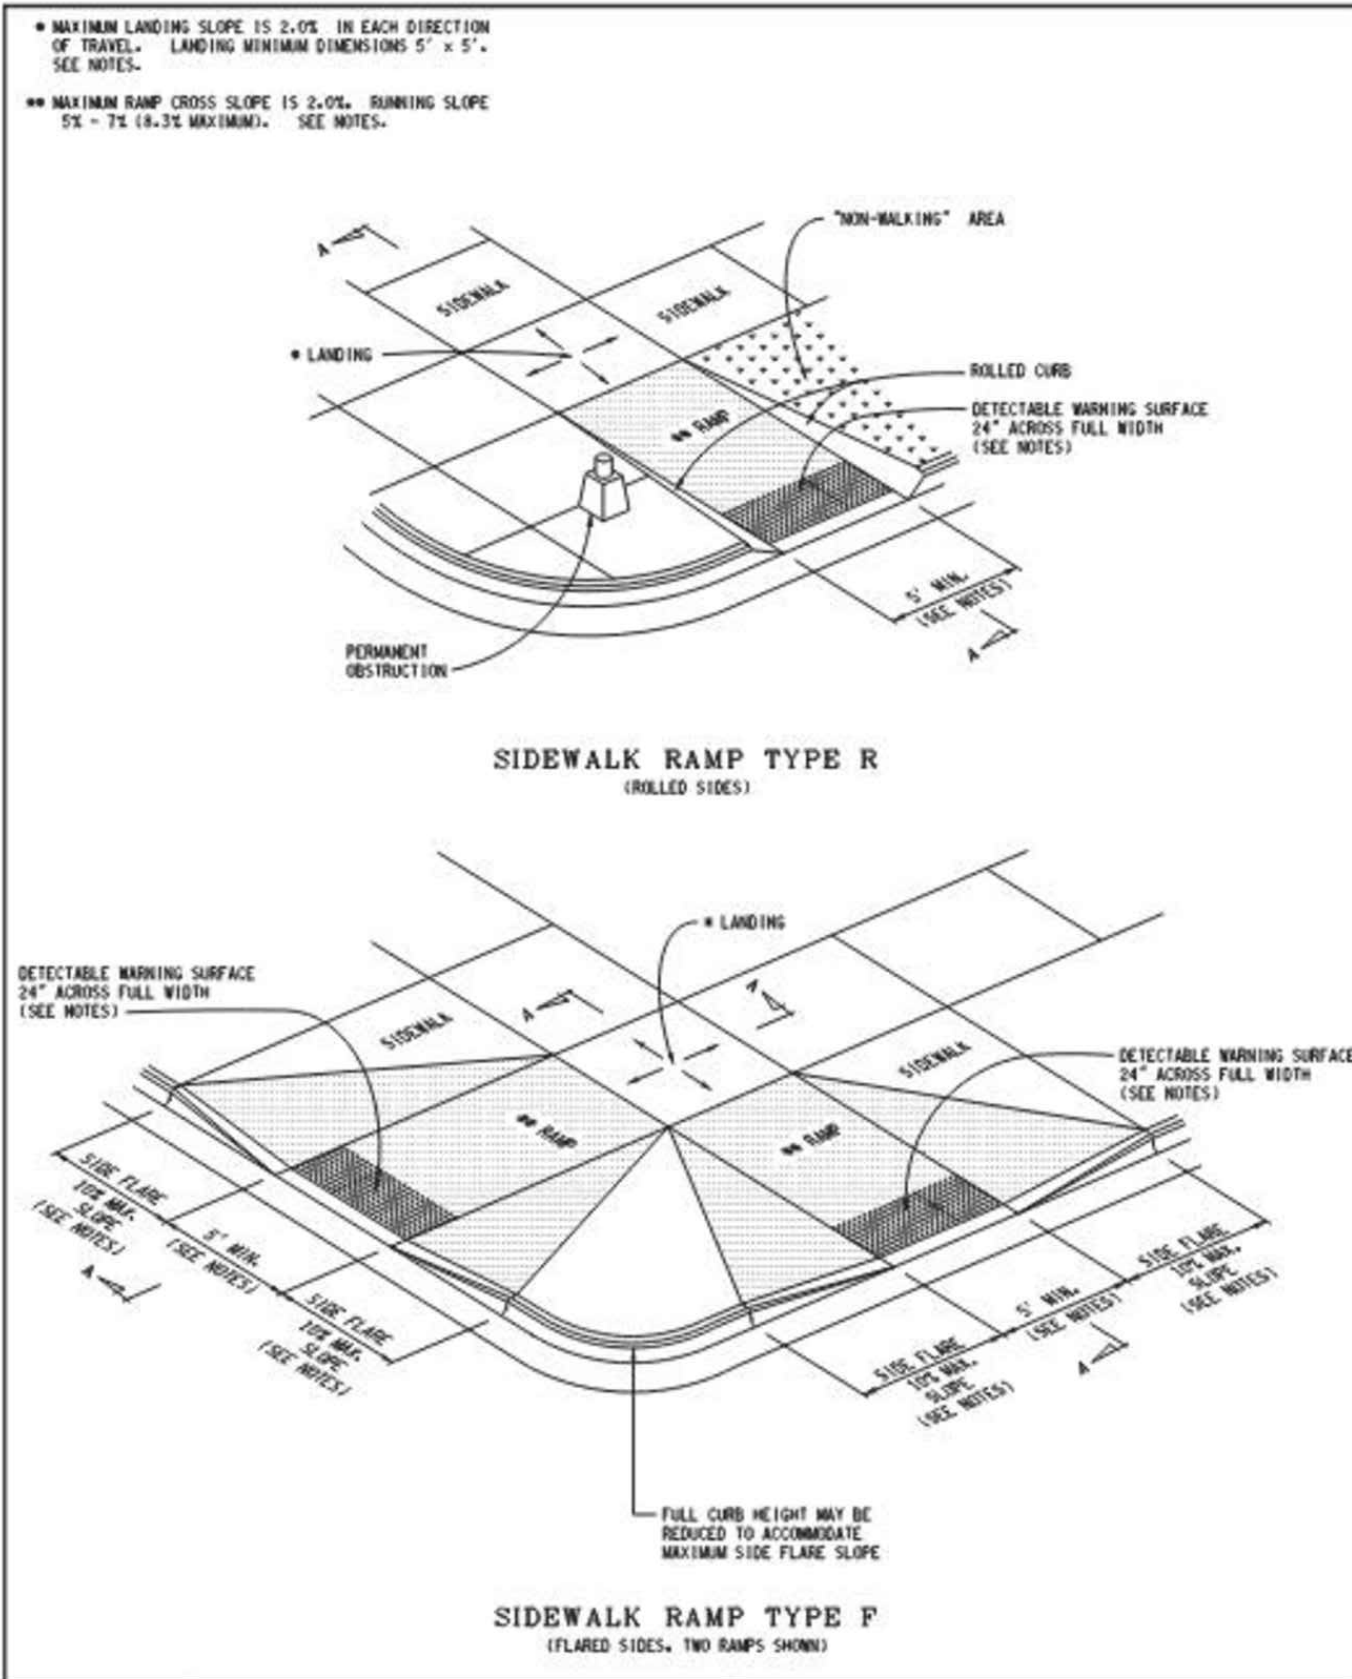 * MAXIMUM LANDING SLOPE IS 2.0% IN EACH DIRECTION
OF TRAVEL. LANDING MINIMUM DIMENSIONS 5' x 5'.
SEE NOTES.
** MAXIMUM RAMP CROSS SLOPE IS 2.0%. RUNNING SLOPE
5% - 7% (8.3% MAXIMUM). SEE NOTES.
"NON-WALKING" AREA
A
SIDEWALK
SIDEWALK
* LANDING
ROLLED CURB
DETECTABLE WARNING SURFACE
24" ACROSS FULL WIDTH
(SEE NOTES)
** RAMP
5' MIN.
(SEE NOTES)
A
PERMANENT
OBSTRUCTION
SIDEWALK RAMP TYPE R
(ROLLED SIDES)
* LANDING
DETECTABLE WARNING SURFACE
24" ACROSS FULL WIDTH
(SEE NOTES)
A
A
SIDEWALK
SIDEWALK
DETECTABLE WARNING SURFACE
24" ACROSS FULL WIDTH
(SEE NOTES)
** RAMP
** RAMP
SIDE FLARE
10% MAX.
SLOPE
(SEE NOTES)
5' MIN.
(SEE NOTES)
A
SIDE FLARE
10% MAX.
SLOPE
(SEE NOTES)
SIDE FLARE
10% MAX.
SLOPE
(SEE NOTES)
5' MIN.
(SEE NOTES)
A
SIDE FLARE
10% MAX.
SLOPE
(SEE NOTES)
FULL CURB HEIGHT MAY BE
REDUCED TO ACCOMMODATE
MAXIMUM SIDE FLARE SLOPE
SIDEWALK RAMP TYPE F
(FLARED SIDES, TWO RAMPS SHOWN)